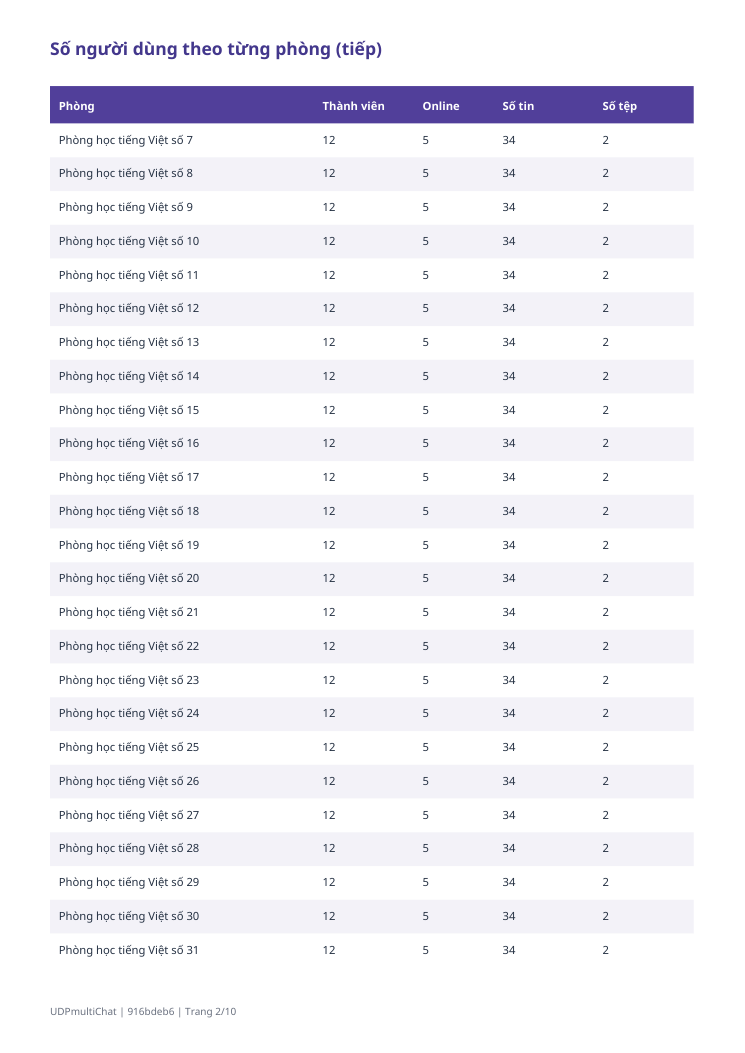 Số người dùng theo từng phòng (tiếp)
Phòng Thành viên Online Số tin Số tệp
Phòng học tiếng Việt số 7 12 5 34 2
Phòng học tiếng Việt số 8 12 5 34 2
Phòng học tiếng Việt số 9 12 5 34 2
Phòng học tiếng Việt số 10 12 5 34 2
Phòng học tiếng Việt số 11 12 5 34 2
Phòng học tiếng Việt số 12 12 5 34 2
Phòng học tiếng Việt số 13 12 5 34 2
Phòng học tiếng Việt số 14 12 5 34 2
Phòng học tiếng Việt số 15 12 5 34 2
Phòng học tiếng Việt số 16 12 5 34 2
Phòng học tiếng Việt số 17 12 5 34 2
Phòng học tiếng Việt số 18 12 5 34 2
Phòng học tiếng Việt số 19 12 5 34 2
Phòng học tiếng Việt số 20 12 5 34 2
Phòng học tiếng Việt số 21 12 5 34 2
Phòng học tiếng Việt số 22 12 5 34 2
Phòng học tiếng Việt số 23 12 5 34 2
Phòng học tiếng Việt số 24 12 5 34 2
Phòng học tiếng Việt số 25 12 5 34 2
Phòng học tiếng Việt số 26 12 5 34 2
Phòng học tiếng Việt số 27 12 5 34 2
Phòng học tiếng Việt số 28 12 5 34 2
Phòng học tiếng Việt số 29 12 5 34 2
Phòng học tiếng Việt số 30 12 5 34 2
Phòng học tiếng Việt số 31 12 5 34 2
UDPmultiChat | 916bdeb6 | Trang 2/10